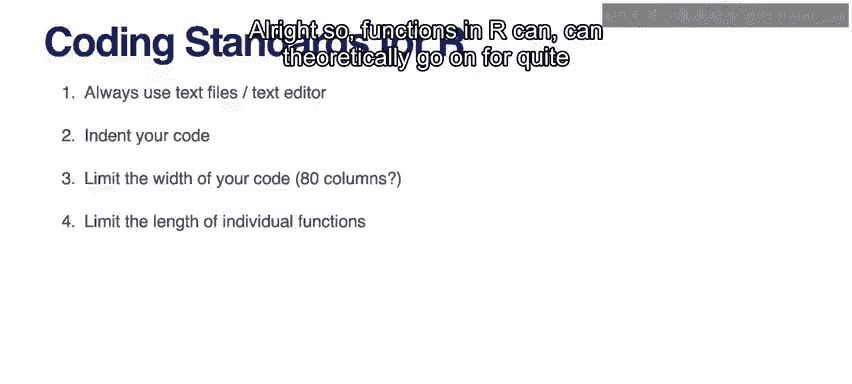 Coding Standards for R
Alright so, functions in R can, can
theoretically go on for quite
1. Always use text files / text editor
2. Indent your code
3. Limit the width of your code (80 columns?)
4. Limit the length of individual functions